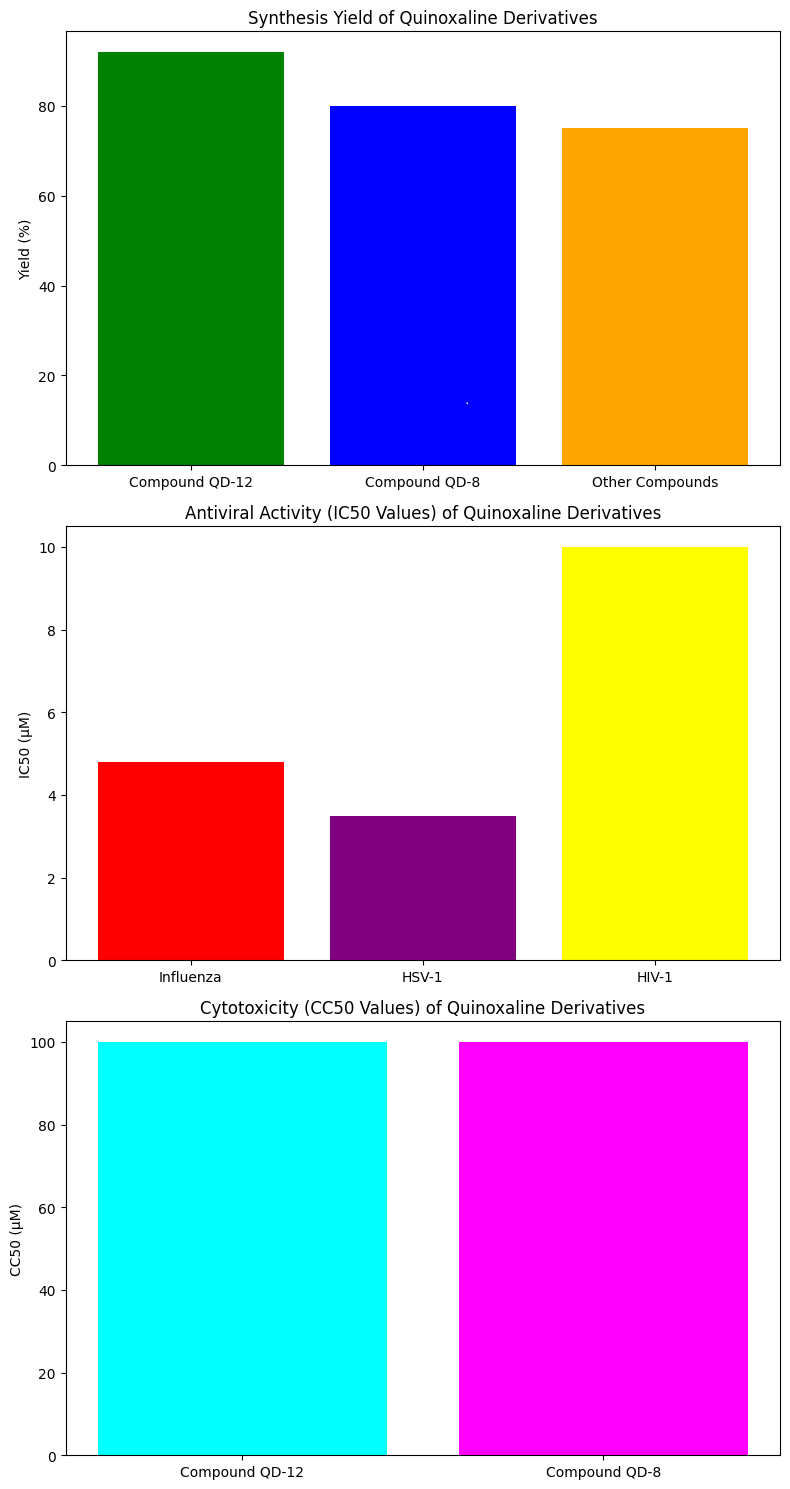 Synthesis Yield of Quinoxaline Derivatives
80
60
40
20
0
Yield (%)
Compound QD-12
Compound QD-8
Other Compounds
Antiviral Activity (IC50 Values) of Quinoxaline Derivatives
10
8
6
4
2
0
IC50 (µM)
Influenza
HSV-1
HIV-1
Cytotoxicity (CC50 Values) of Quinoxaline Derivatives
100
80
60
40
20
0
CC50 (µM)
Compound QD-12
Compound QD-8